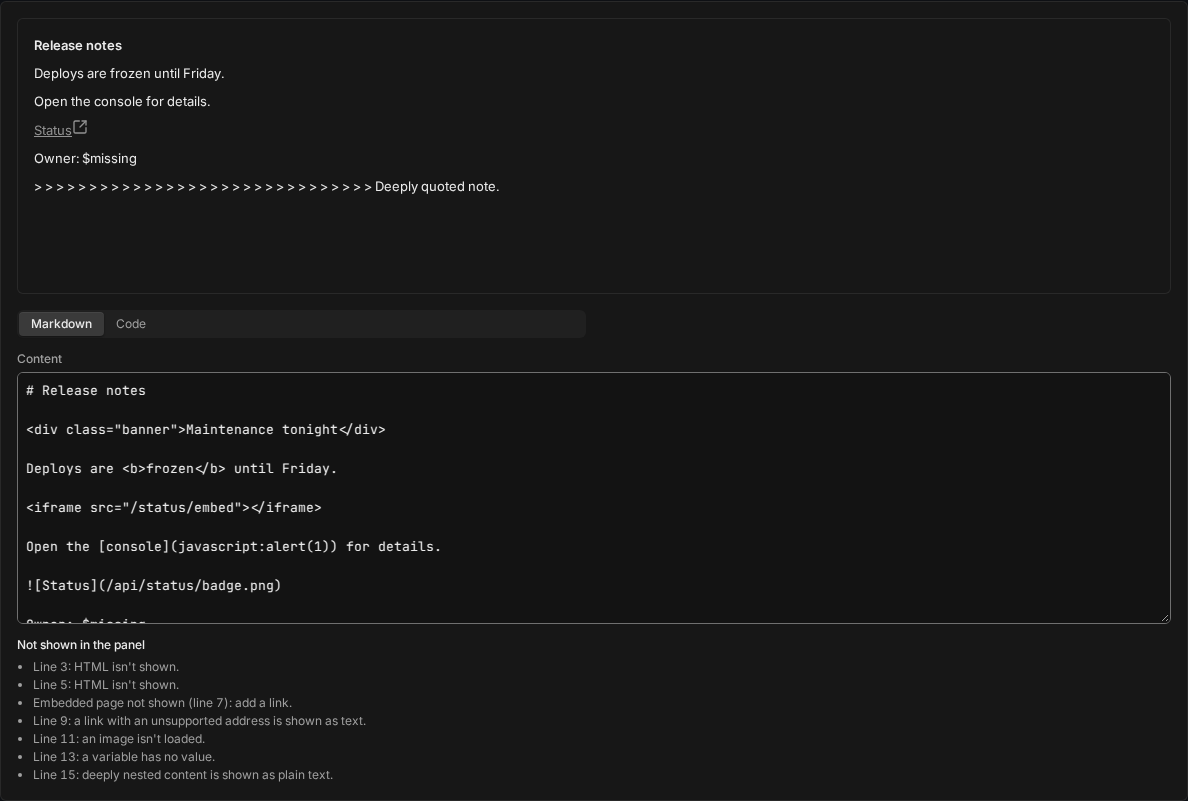 Release notes
Deploys are frozen until Friday.
Open the console for details.
Status
Owner: $missing
> > > > > > > > > > > > > > > > > > > > > > > > > > > > > > > Deeply quoted note.
Markdown Code
Content
# Release notes
<div class="banner">Maintenance tonight</div>
Deploys are <b>frozen</b> until Friday.
<iframe src="/status/embed"></iframe>
Open the [console](javascript:alert(1)) for details.
![Status](/api/status/badge.png)
Owner: $missing
Not shown in the panel
• Line 3: HTML isn't shown.
• Line 5: HTML isn't shown.
• Embedded page not shown (line 7): add a link.
• Line 9: a link with an unsupported address is shown as text.
• Line 11: an image isn't loaded.
• Line 13: a variable has no value.
• Line 15: deeply nested content is shown as plain text.